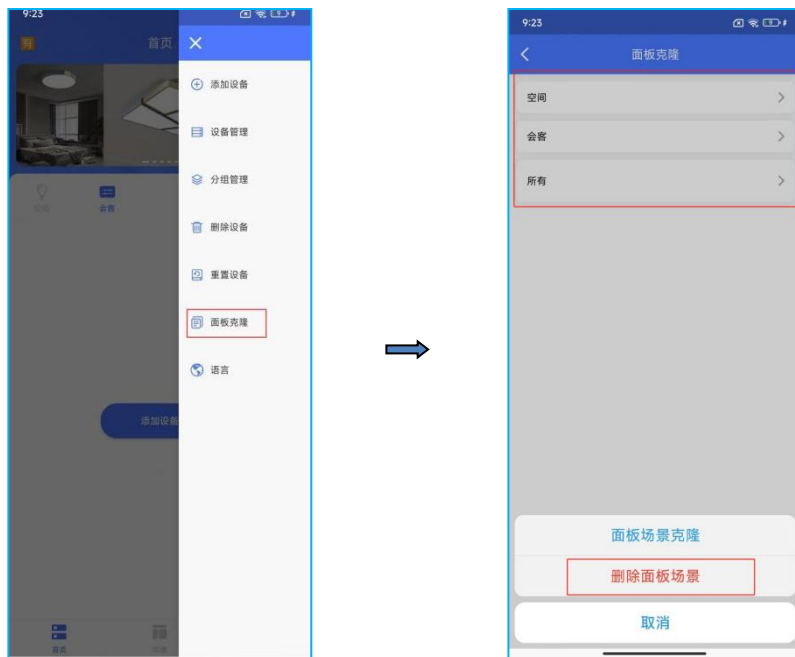 9:23
首页
添加设备
设备管理
分组管理
删除设备
重置设备
面板克隆
语言
会客
添加设备
首页
9:23
面板克隆
空间
会客
所有
面板场景克隆
删除面板场景
取消